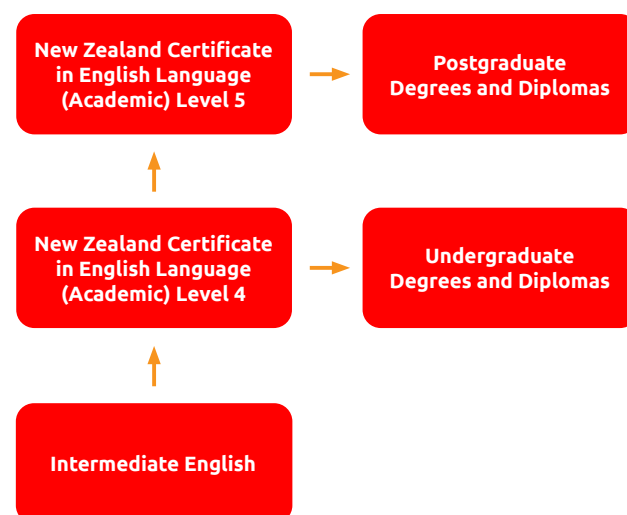 New Zealand Certificate
in English Language
(Academic) Level 5
Postgraduate
Degrees and Diplomas
New Zealand Certificate
in English Language
(Academic) Level 4
Undergraduate
Degrees and Diplomas
Intermediate English